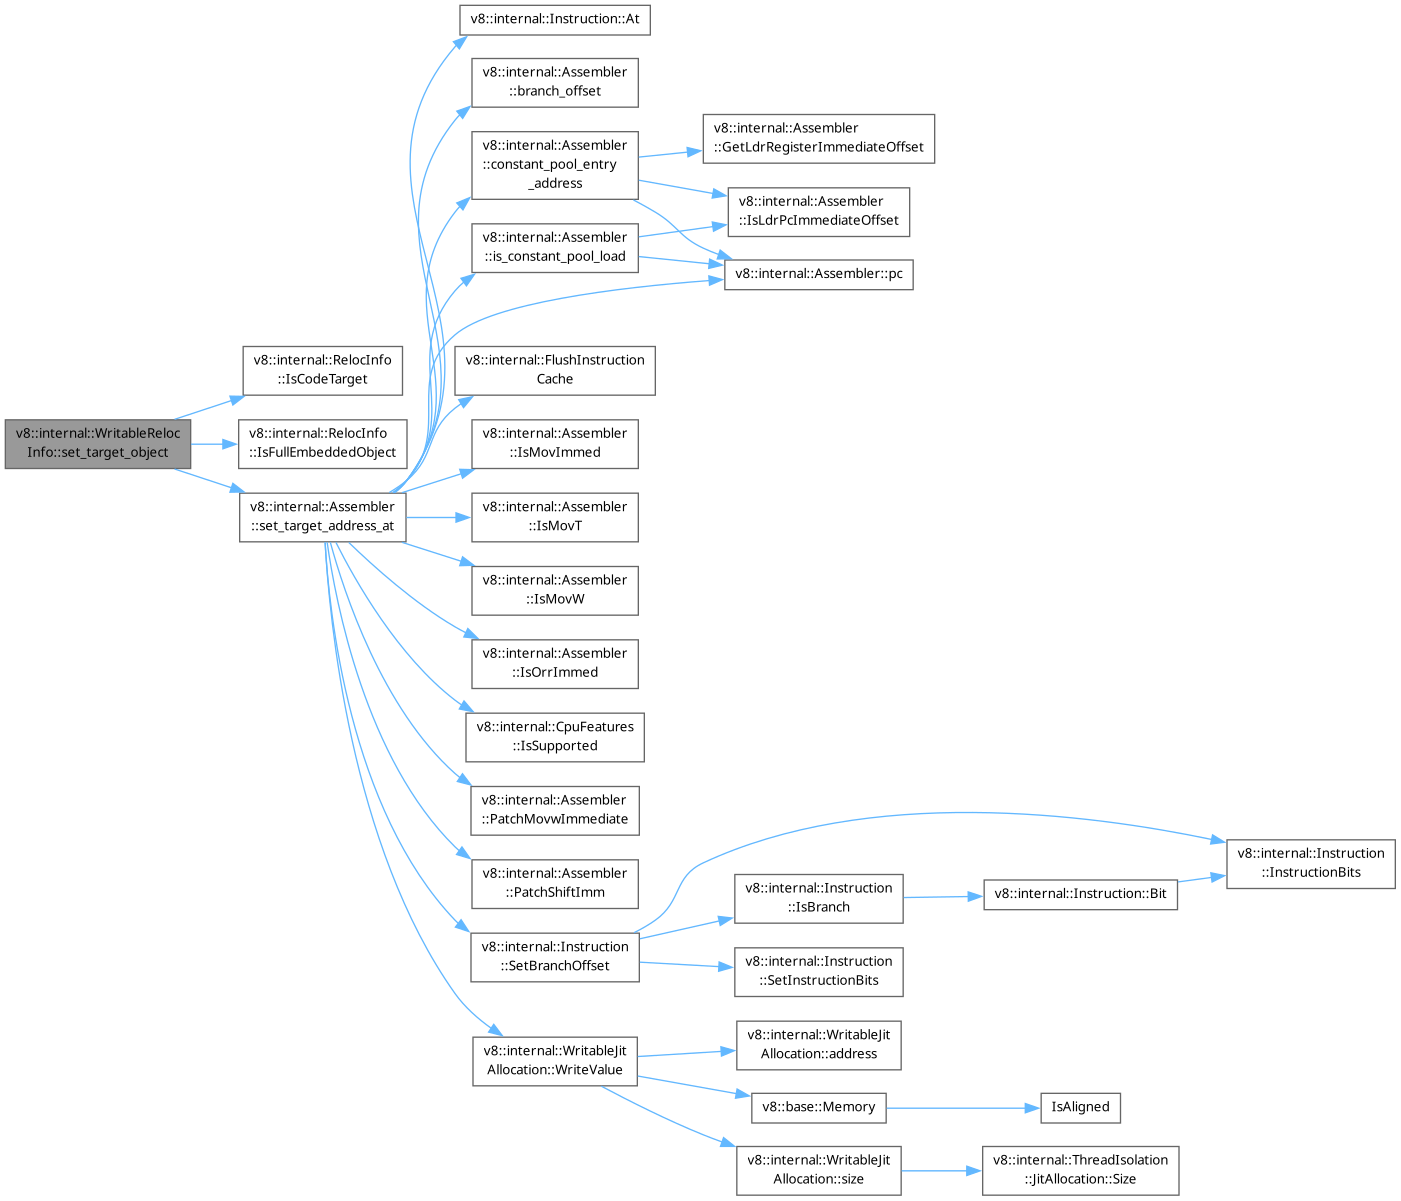 v8::internal::WritableReloc
Info::set_target_object
v8::internal::RelocInfo
::IsCodeTarget
v8::internal::RelocInfo
::IsFullEmbeddedObject
v8::internal::Assembler
::set_target_address_at
v8::internal::Instruction::At
v8::internal::Assembler
::branch_offset
v8::internal::Assembler
::constant_pool_entry
_address
v8::internal::Assembler
::GetLdrRegisterImmediateOffset
v8::internal::Assembler
::IsLdrPcImmediateOffset
v8::internal::Assembler::pc
v8::internal::Assembler
::is_constant_pool_load
v8::internal::FlushInstruction
Cache
v8::internal::Assembler
::IsMovImmed
v8::internal::Assembler
::IsMovT
v8::internal::Assembler
::IsMovW
v8::internal::Assembler
::IsOrrImmed
v8::internal::CpuFeatures
::IsSupported
v8::internal::Assembler
::PatchMovwImmediate
v8::internal::Assembler
::PatchShiftImm
v8::internal::Instruction
::SetBranchOffset
v8::internal::Instruction
::IsBranch
v8::internal::Instruction::Bit
v8::internal::Instruction
::InstructionBits
v8::internal::Instruction
::SetInstructionBits
v8::internal::WritableJit
Allocation::WriteValue
v8::internal::WritableJit
Allocation::address
v8::base::Memory
IsAligned
v8::internal::WritableJit
Allocation::size
v8::internal::ThreadIsolation
::JitAllocation::Size